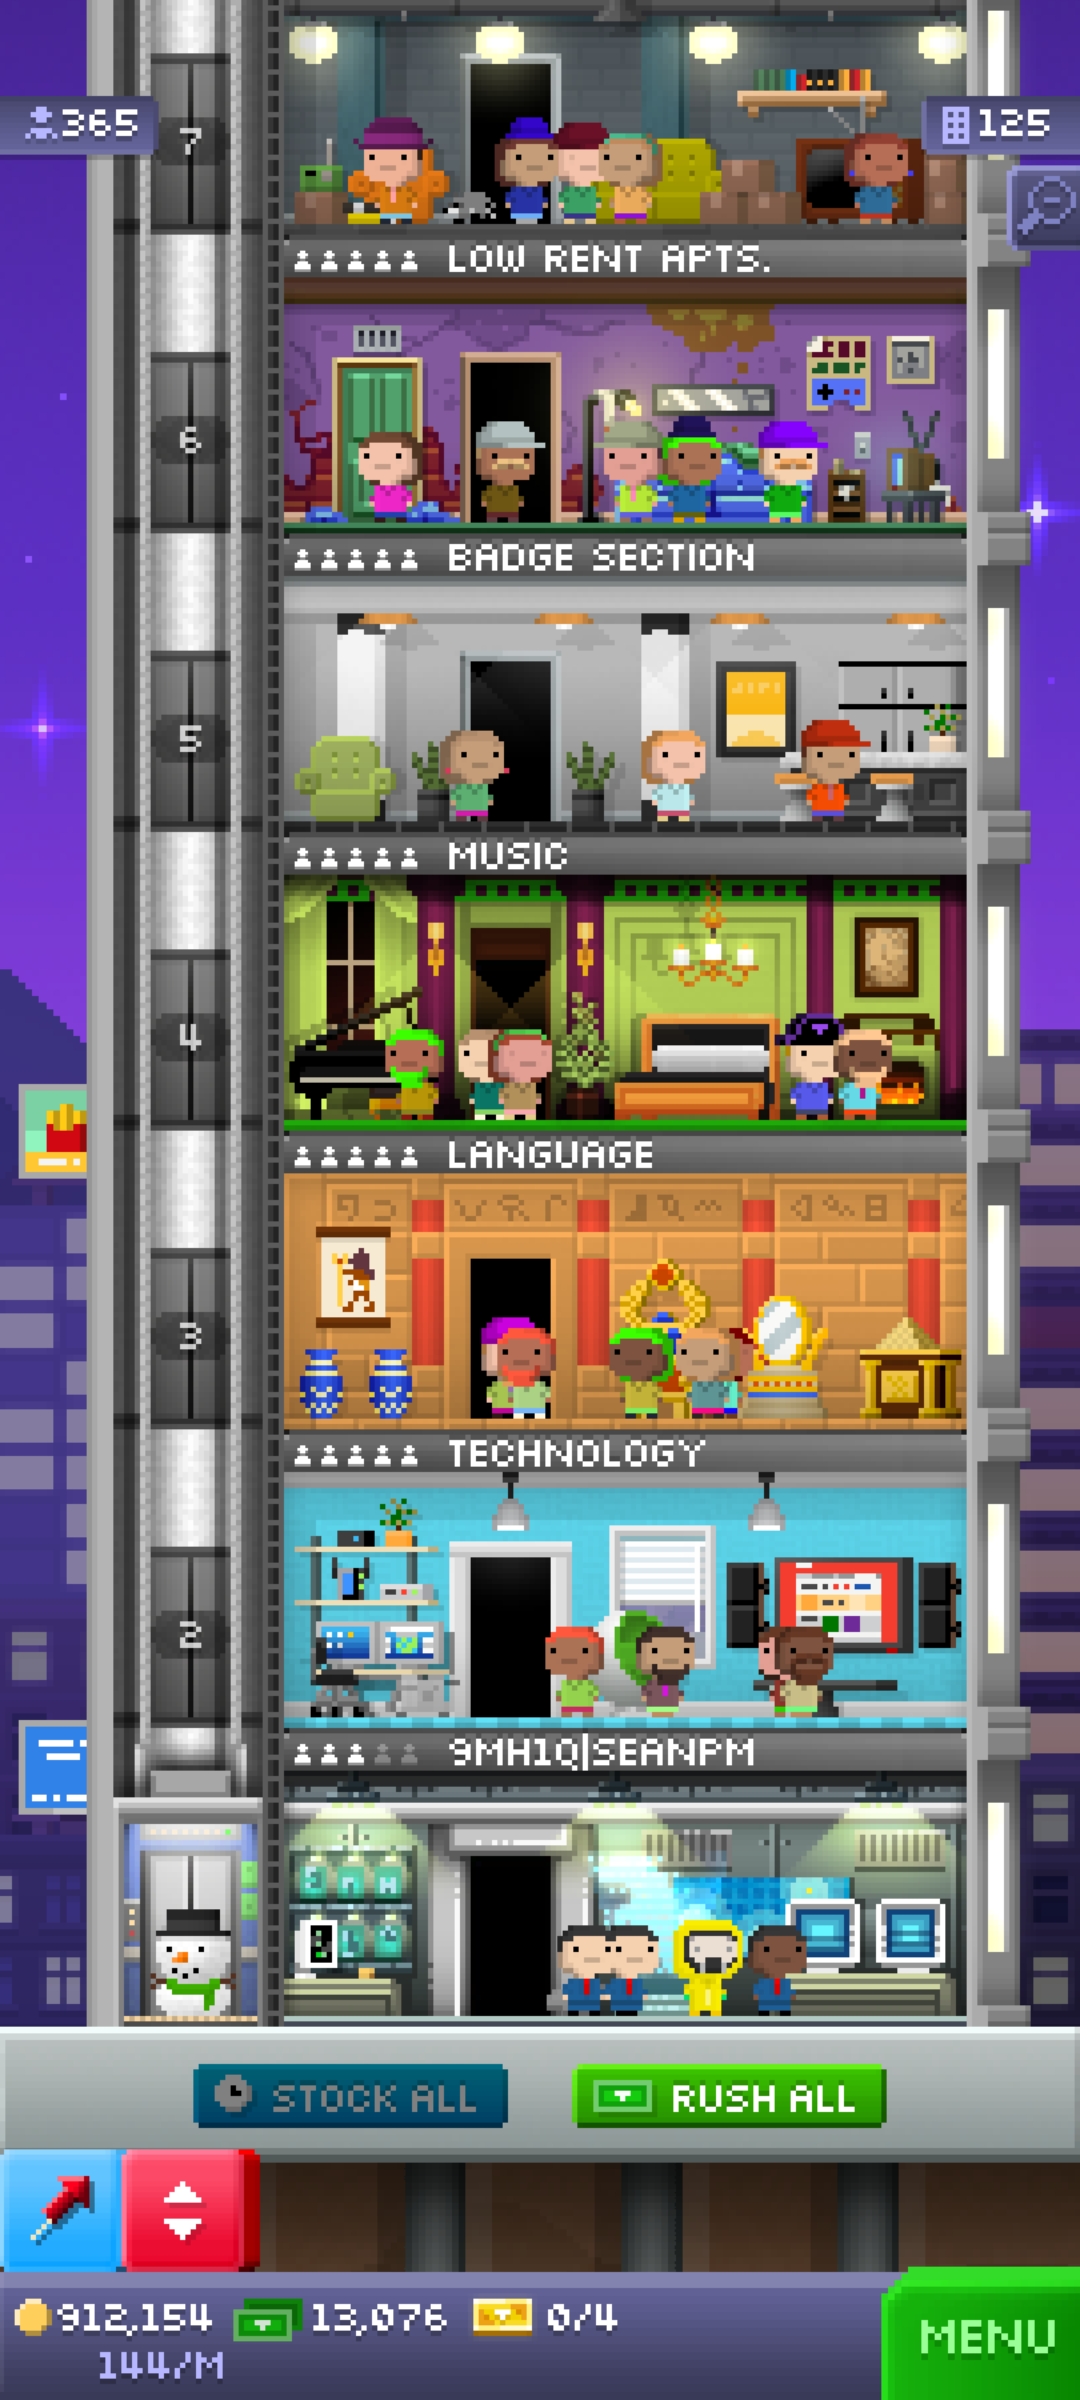 365
7
125
LOW RENT APTS.
6
BADGE SECTION
5
MUSIC
4
LANGUAGE
3
TECHNOLOGY
2
9MH1Q|SEANPM
STOCK ALL
RUSH ALL
912,154
13,076
0/4
144/M
MENU